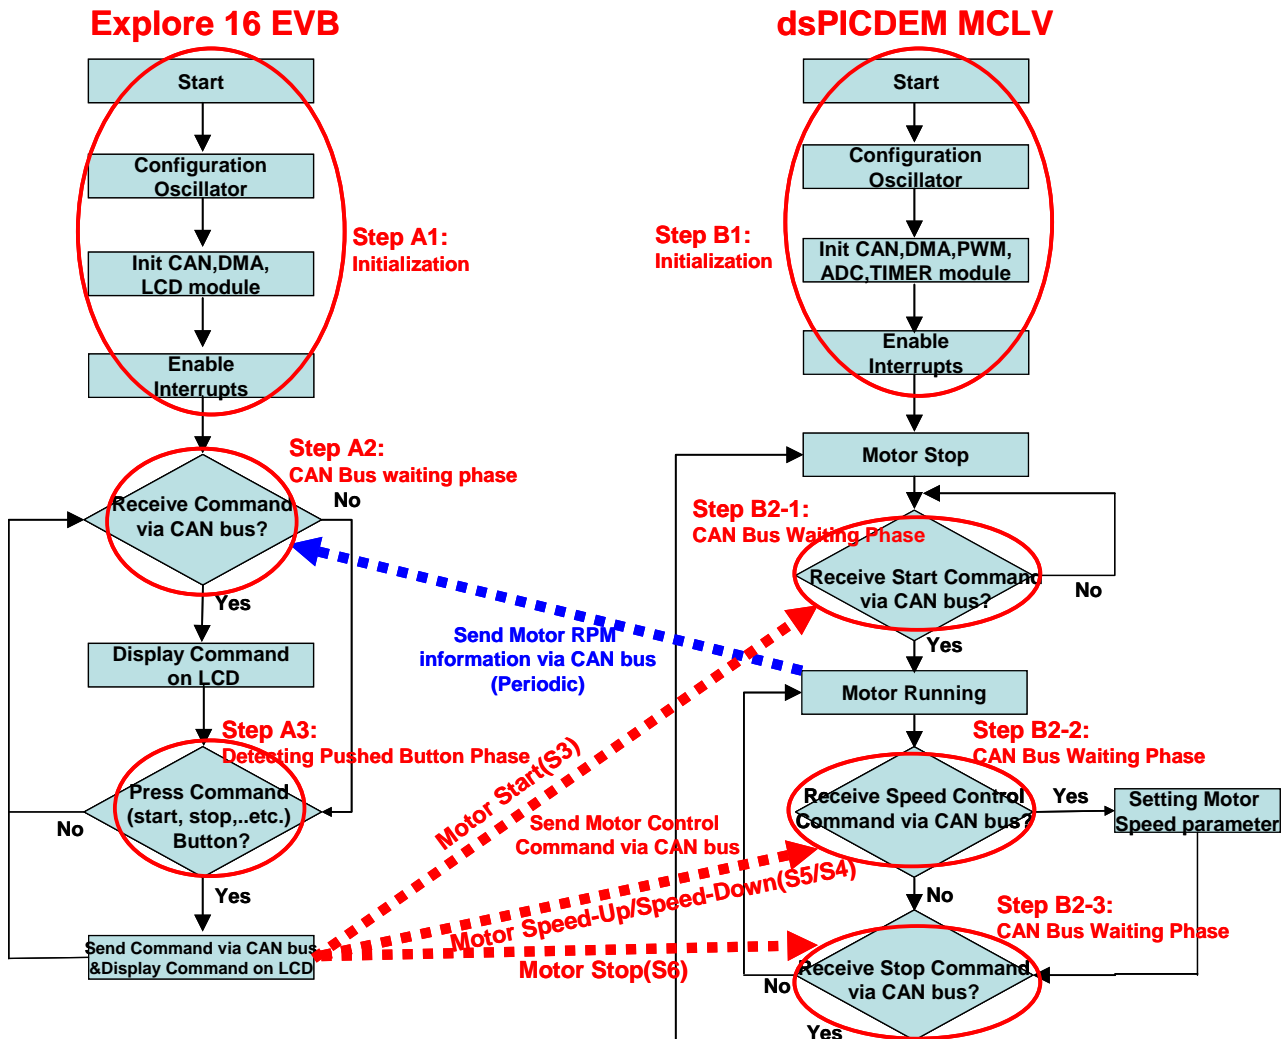 Explore 16 EVB
Start
Configuration
Oscillator
Step A1:
Initialization
Init CAN,DMA,
LCD module
Enable
Interrupts
Step A2:
CAN Bus waiting phase
Receive Command
via CAN bus?
No
Yes
Display Command
on LCD
Step A3:
Detecting Pushed Button Phase
Press Command
(start, stop,..etc.)
Button?
No
Yes
Send Command via CAN bus
&Display Command on LCD
Send Motor RPM
information via CAN bus
(Periodic)
Motor Start(S3)
Send Motor Control
Command via CAN bus
Motor Speed-Up/Speed-Down(S5/S4)
Motor Stop(S6)
dsPICDEM MCLV
Start
Configuration
Oscillator
Step B1:
Initialization
Init CAN,DMA,PWM,
ADC,TIMER module
Enable
Interrupts
Motor Stop
Step B2-1:
CAN Bus Waiting Phase
Receive Start Command
via CAN bus?
No
Yes
Motor Running
Step B2-2:
CAN Bus Waiting Phase
Receive Speed Control
Command via CAN bus?
Yes
Setting Motor
Speed parameter
No
Step B2-3:
CAN Bus Waiting Phase
Receive Stop Command
via CAN bus?
No
Yes